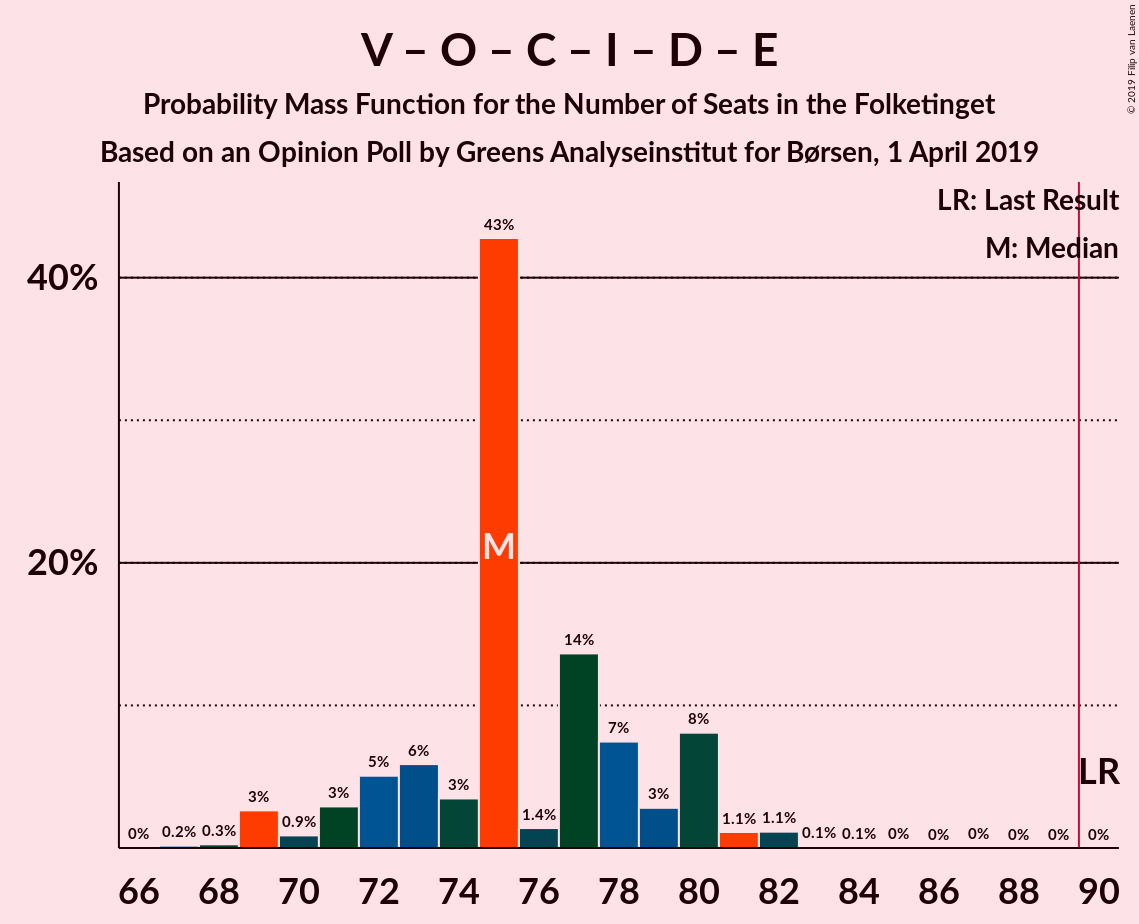 V – O – C – I – D – E
Probability Mass Function for the Number of Seats in the Folketinget
Based on an Opinion Poll by Greens Analyseinstitut for Børsen, 1 April 2019
© 2019 Filip van Laenen
LR: Last Result
M: Median
40%
20%
43%
M
14%
8%
7%
6%
5%
LR
0% 0.2% 0.3% 3% 0.9% 3% 3% 1.4% 3% 1.1% 1.1% 0.1% 0.1% 0% 0% 0% 0% 0% 0%
66 68 70 72 74 76 78 80 82 84 86 88 90